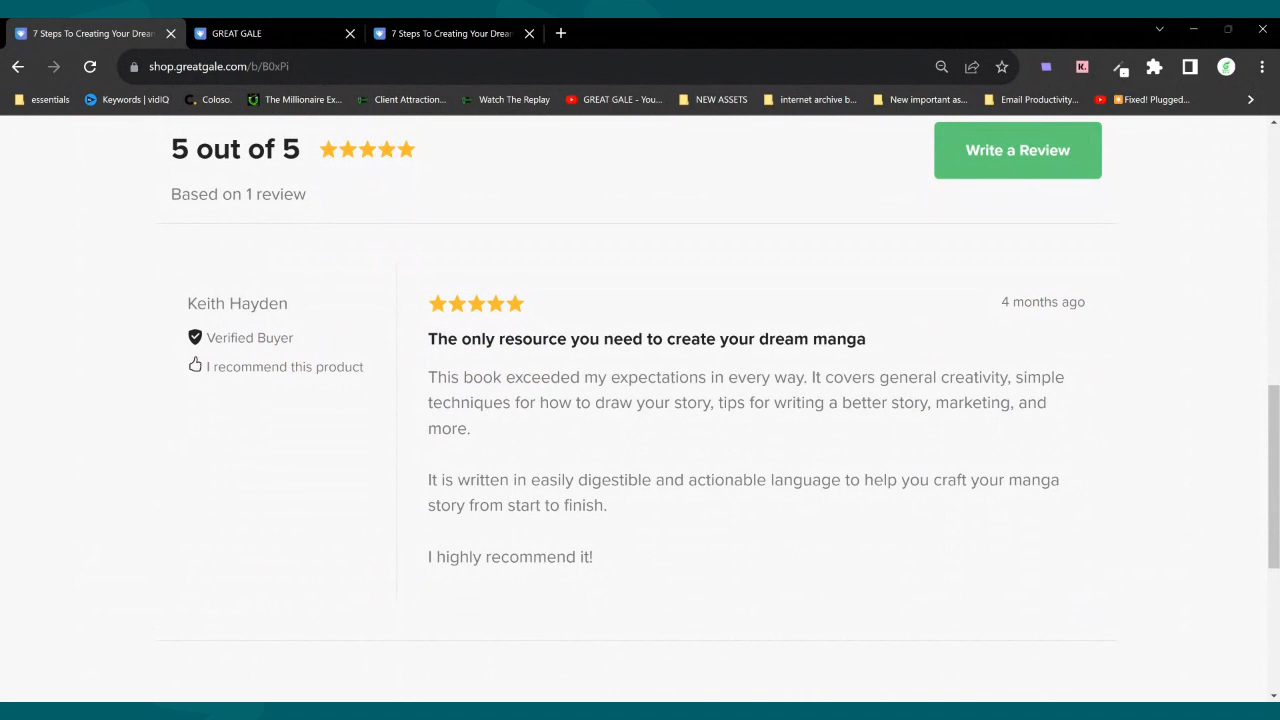 7 Steps To Creating Your Drean
GREAT GALE
7 Steps To Creating Your Dream
shop.greatgale.com/b/B0xPi
essentials
Keywords | vidIQ
Coloso.
The Millionaire Ex...
Client Attraction...
Watch The Replay
GREAT GALE - You...
NEW ASSETS
internet archive b...
New important as...
Email Productivity...
Fixed! Plugged...
5 out of 5
Write a Review
Based on 1 review
Keith Hayden
4 months ago
Verified Buyer
The only resource you need to create your dream manga
I recommend this product
This book exceeded my expectations in every way. It covers general creativity, simple
techniques for how to draw your story, tips for writing a better story, marketing, and
more.
It is written in easily digestible and actionable language to help you craft your manga
story from start to finish.
I highly recommend it!